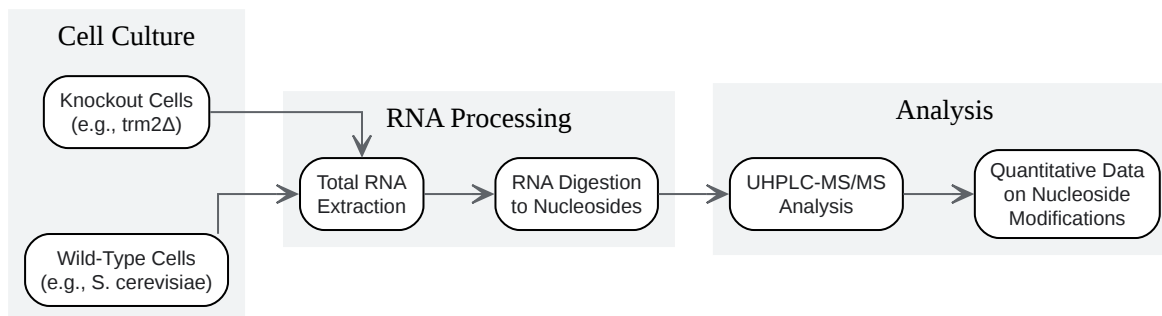 Cell Culture
Knockout Cells
(e.g., trm2Δ)
Wild-Type Cells
(e.g., S. cerevisiae)
RNA Processing
Total RNA
Extraction
RNA Digestion
to Nucleosides
Analysis
UHPLC-MS/MS
Analysis
Quantitative Data
on Nucleoside
Modifications